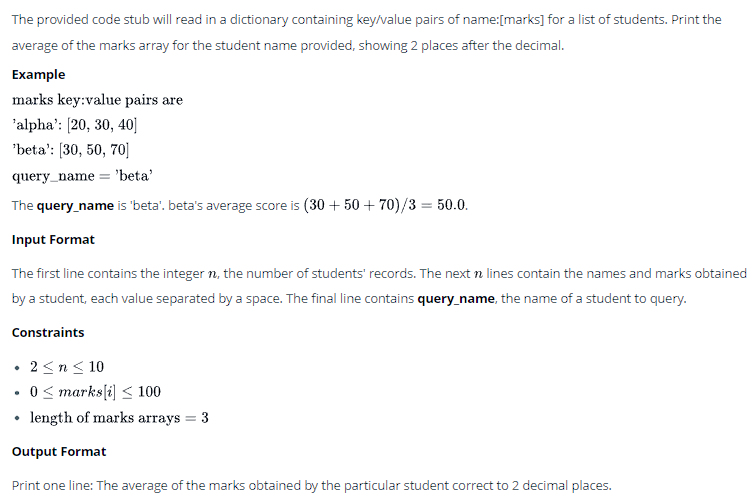 The provided code stub will read in a dictionary containing key/value pairs of name:[marks] for a list of students. Print the
average of the marks array for the student name provided, showing 2 places after the decimal.
Example
marks key:value pairs are
'alpha': [20, 30, 40]
'beta': [30, 50, 70]
query_name = 'beta'
The query_name is 'beta'. beta's average score is (30 + 50 + 70)/3 = 50.0.
Input Format
The first line contains the integer n, the number of students' records. The next n lines contain the names and marks obtained
by a student, each value separated by a space. The final line contains query_name, the name of a student to query.
Constraints
• 2 ≤ n ≤ 10
• 0 ≤ marks[i] ≤ 100
• length of marks arrays = 3
Output Format
Print one line: The average of the marks obtained by the particular student correct to 2 decimal places.